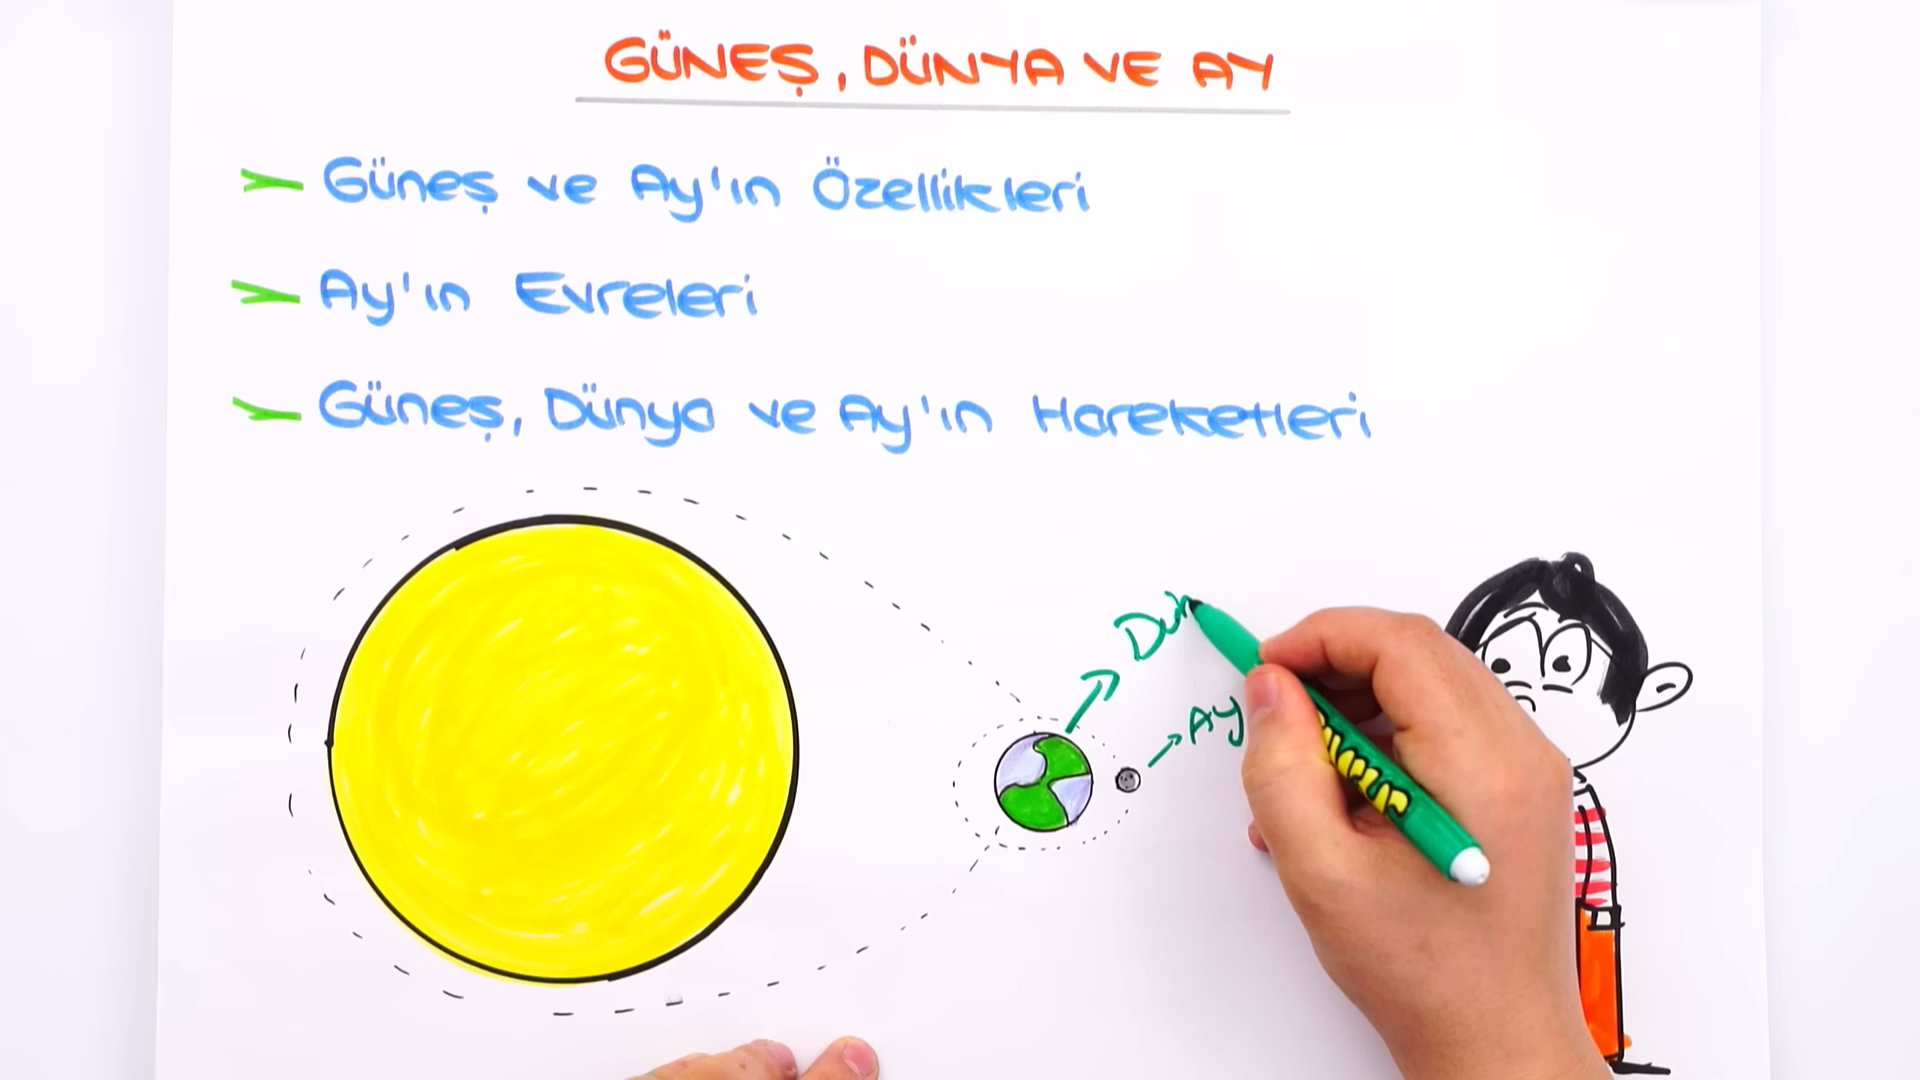 GÜNEŞ, DÜNYA VE AY
Güneş ve Ay'ın Özellikleri
Ay'ın Evreleri
Güneş, Dünya ve Ay'ın Hareketleri
Ay